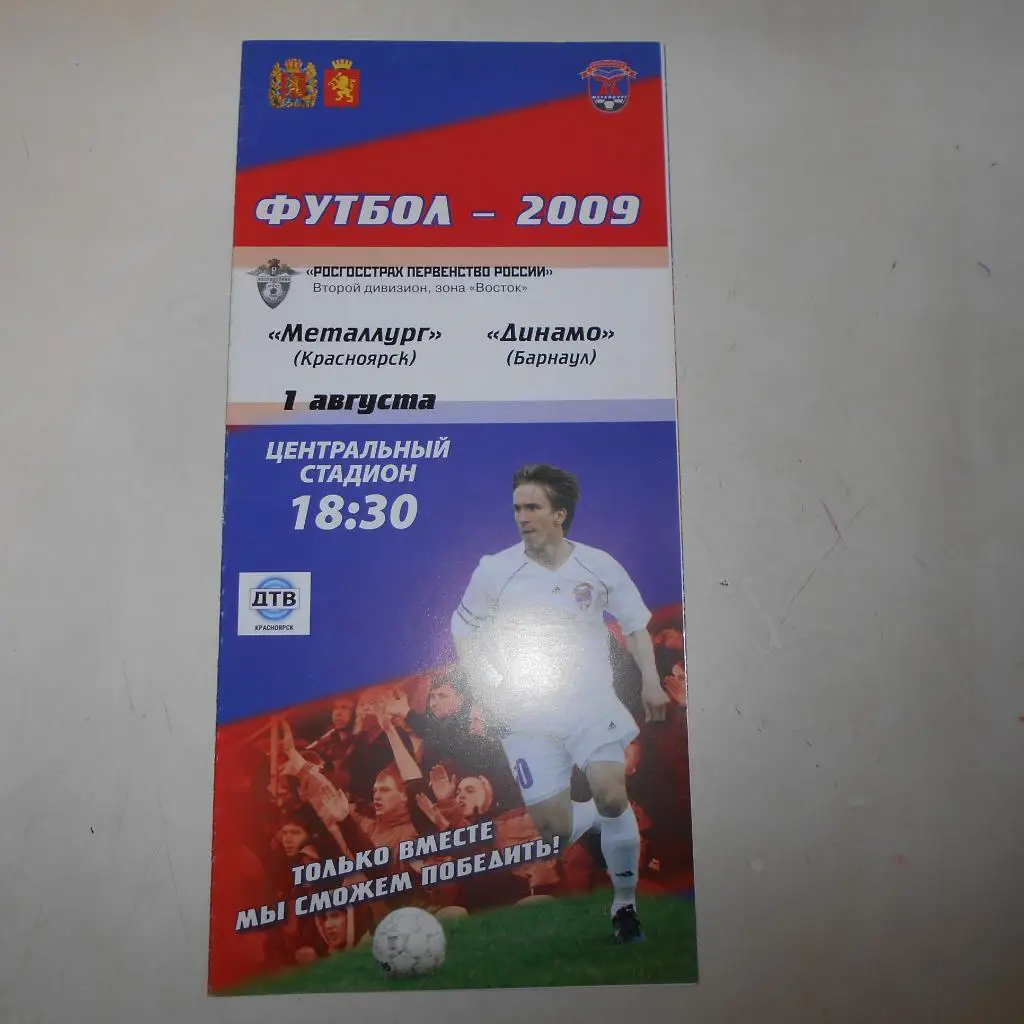 МЕТАЛЛУРГ
ФУТБОЛ – 2009
«РОСГОССТРАХ ПЕРВЕНСТВО РОССИИ»
Второй дивизион, зона «Восток»
«Металлург» «Динамо»
(Красноярск) (Барнаул)
1 августа
ЦЕНТРАЛЬНЫЙ
СТАДИОН
18:30
ДТВ
КРАСНОЯРСК
ТОЛЬКО ВМЕСТЕ
МЫ СМОЖЕМ ПОБЕДИТЬ!